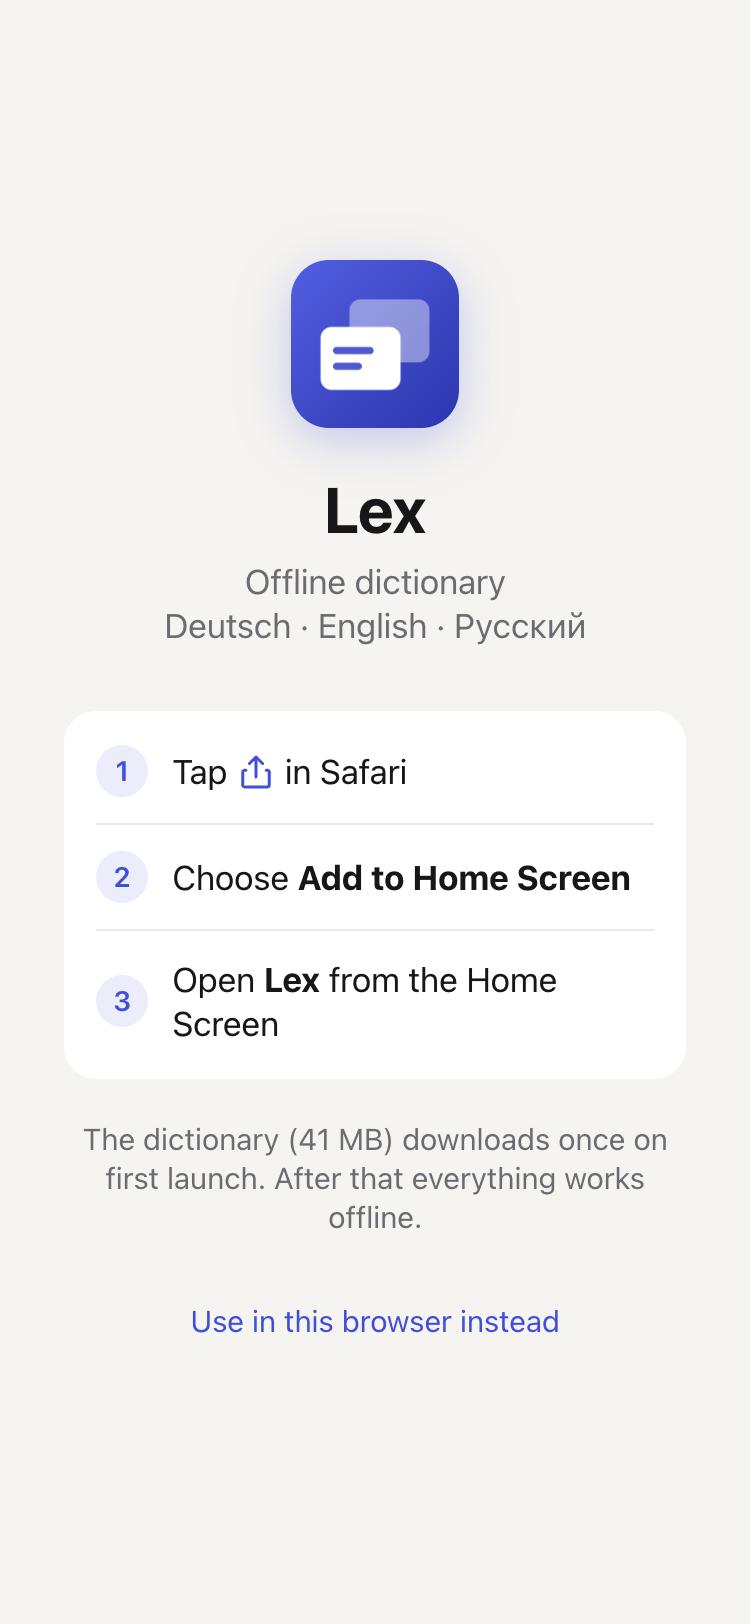 Lex
Offline dictionary
Deutsch · English · Русский
1 Tap in Safari
2 Choose Add to Home Screen
3 Open Lex from the Home
Screen
The dictionary (41 MB) downloads once on
first launch. After that everything works
offline.
Use in this browser instead